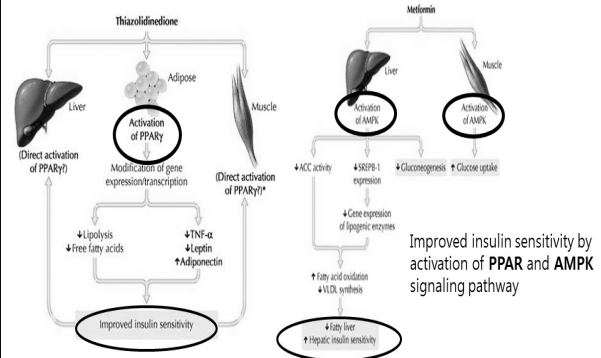 Thiazolidinedione
Liver
Adipose
Muscle
Activation
of PPARγ
(Direct activation
of PPARγ?)
Modification of gene
expression/transcription
(Direct activation
of PPARγ?)*
↓Lipolysis
↓Free fatty acids
↓TNF-α
↓Leptin
↑Adiponectin
Improved insulin sensitivity
Metformin
Liver
Muscle
Activation
of AMPK
Activation
of AMPK
↓ACC activity
↓SREPB-1
expression
↓Gluconeogenesis
↑ Glucose uptake
↓Gene expression
of lipogenic enzymes
↑ Fatty acid oxidation
↓VLDL synthesis
↓Fatty liver
↑ Hepatic insulin sensitivity
Improved insulin sensitivity by
activation of PPAR and AMPK
signaling pathway